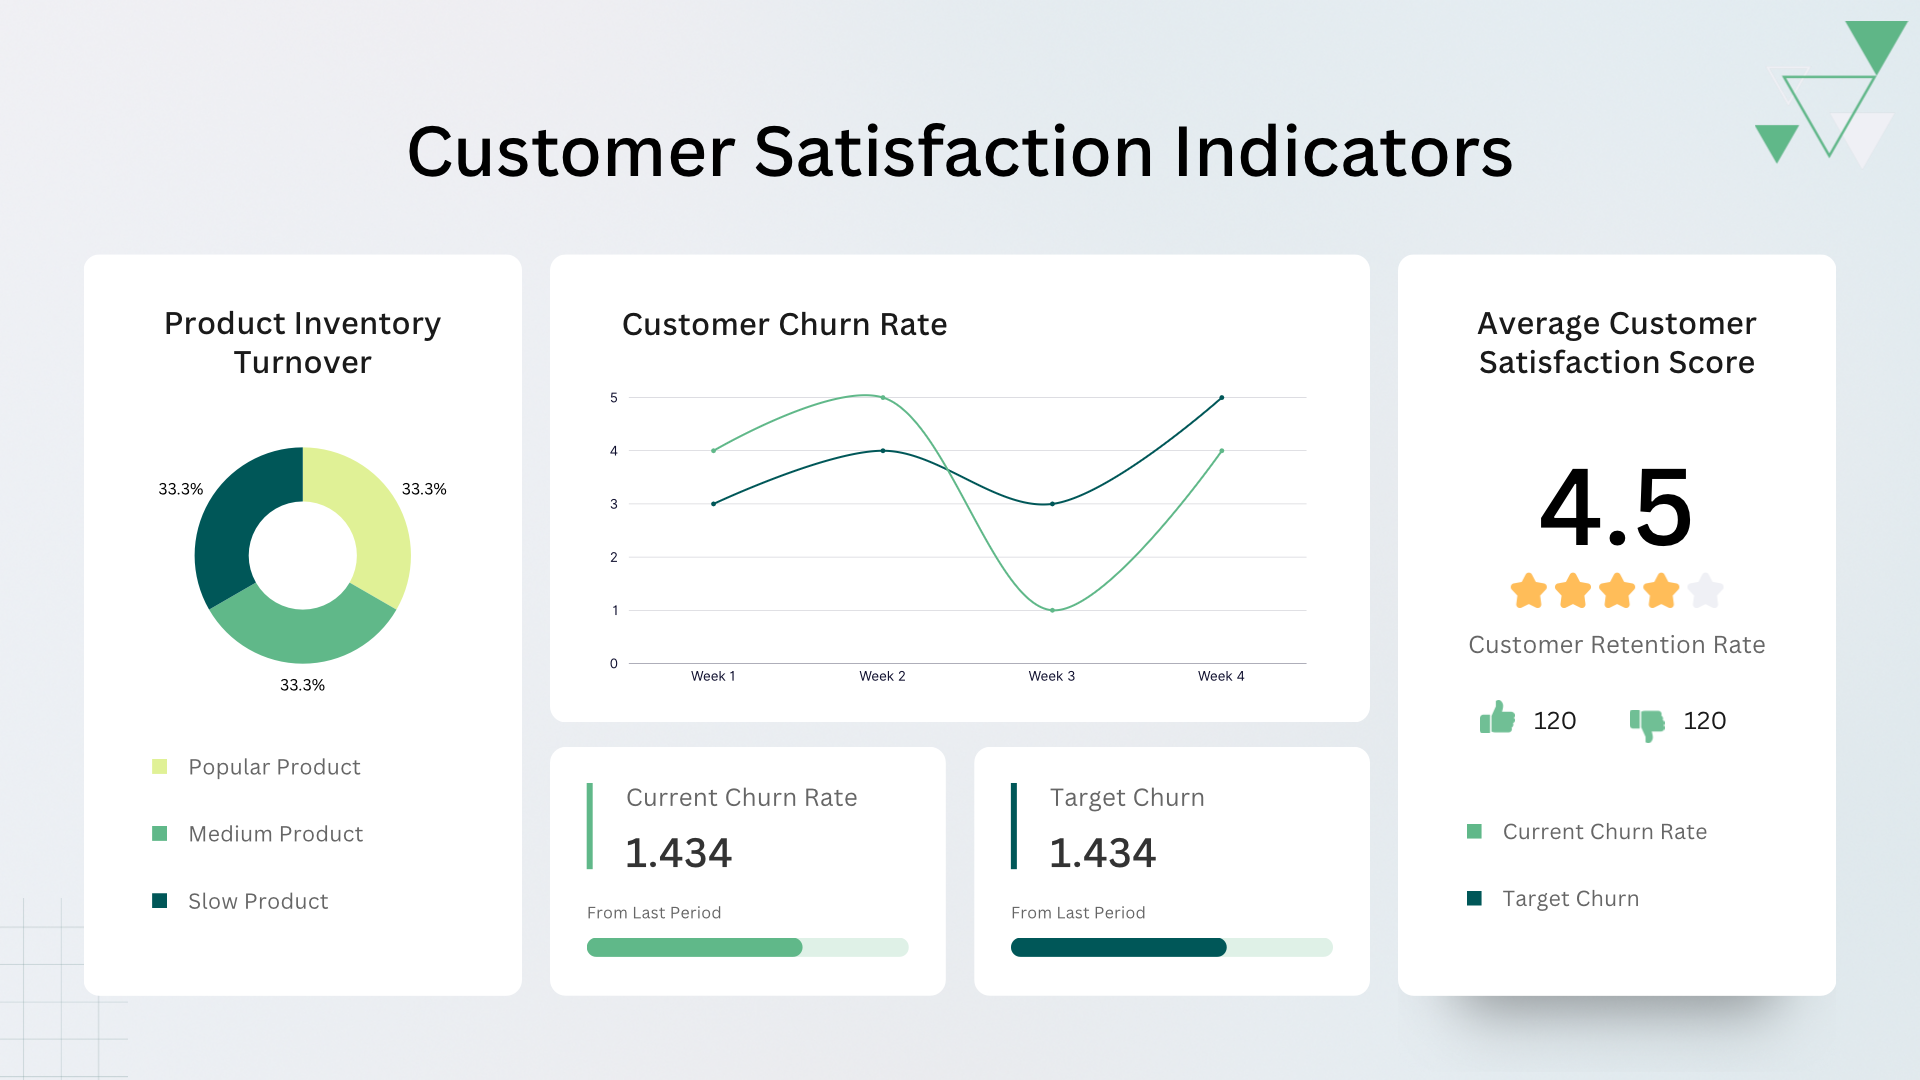 Customer Satisfaction Indicators
Product Inventory
Turnover
33.3%
33.3%
33.3%
Popular Product
Medium Product
Slow Product
Customer Churn Rate
5
4
3
2
1
0
Week 1
Week 2
Week 3
Week 4
Current Churn Rate
1.434
From Last Period
Target Churn
1.434
From Last Period
Average Customer
Satisfaction Score
4.5
Customer Retention Rate
120
120
Current Churn Rate
Target Churn